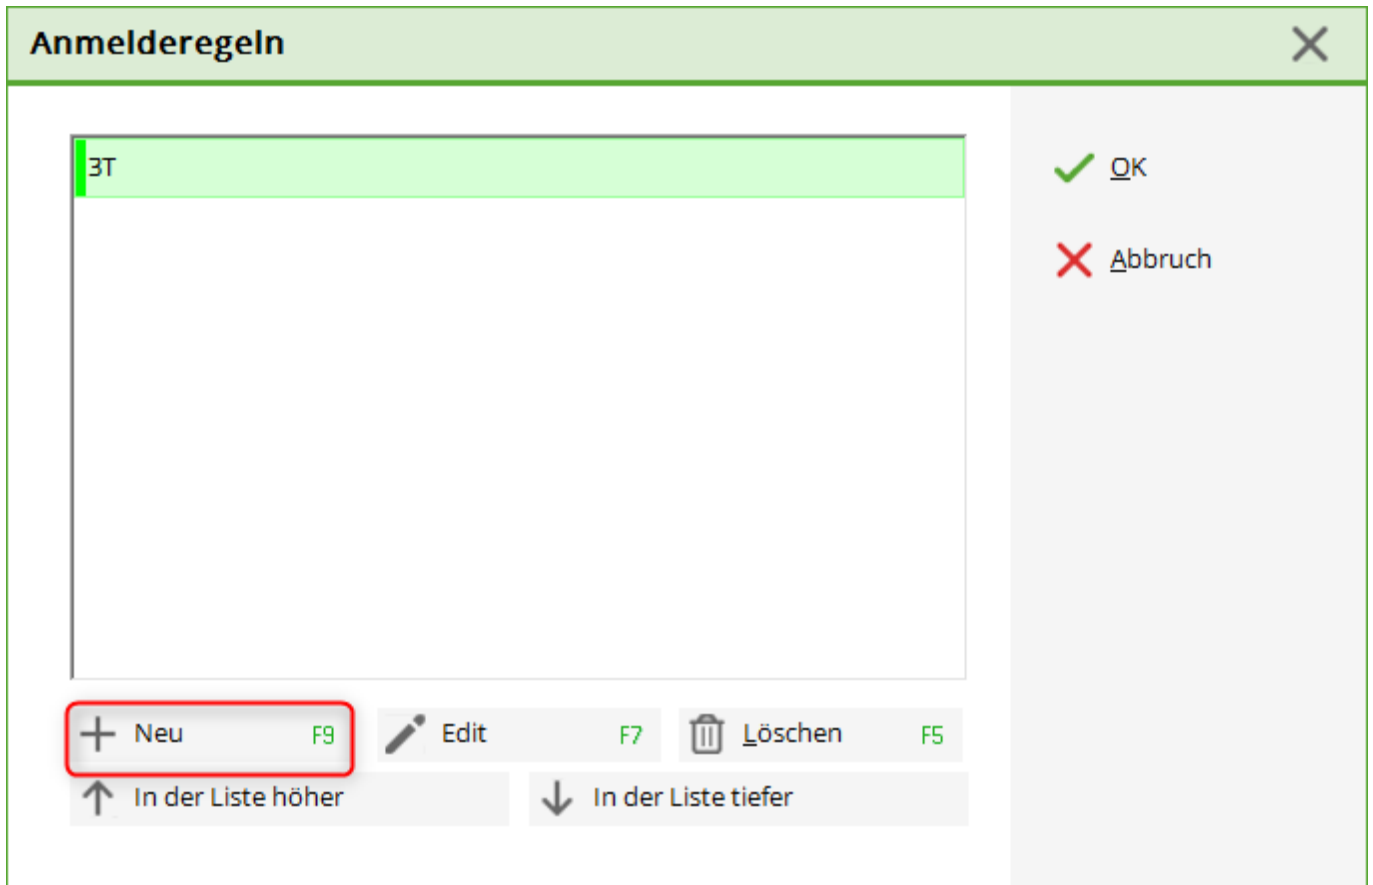 Anmelderegeln
3T
OK
Abbruch
Neu F9 Edit F7 Löschen F5
In der Liste höher In der Liste tiefer